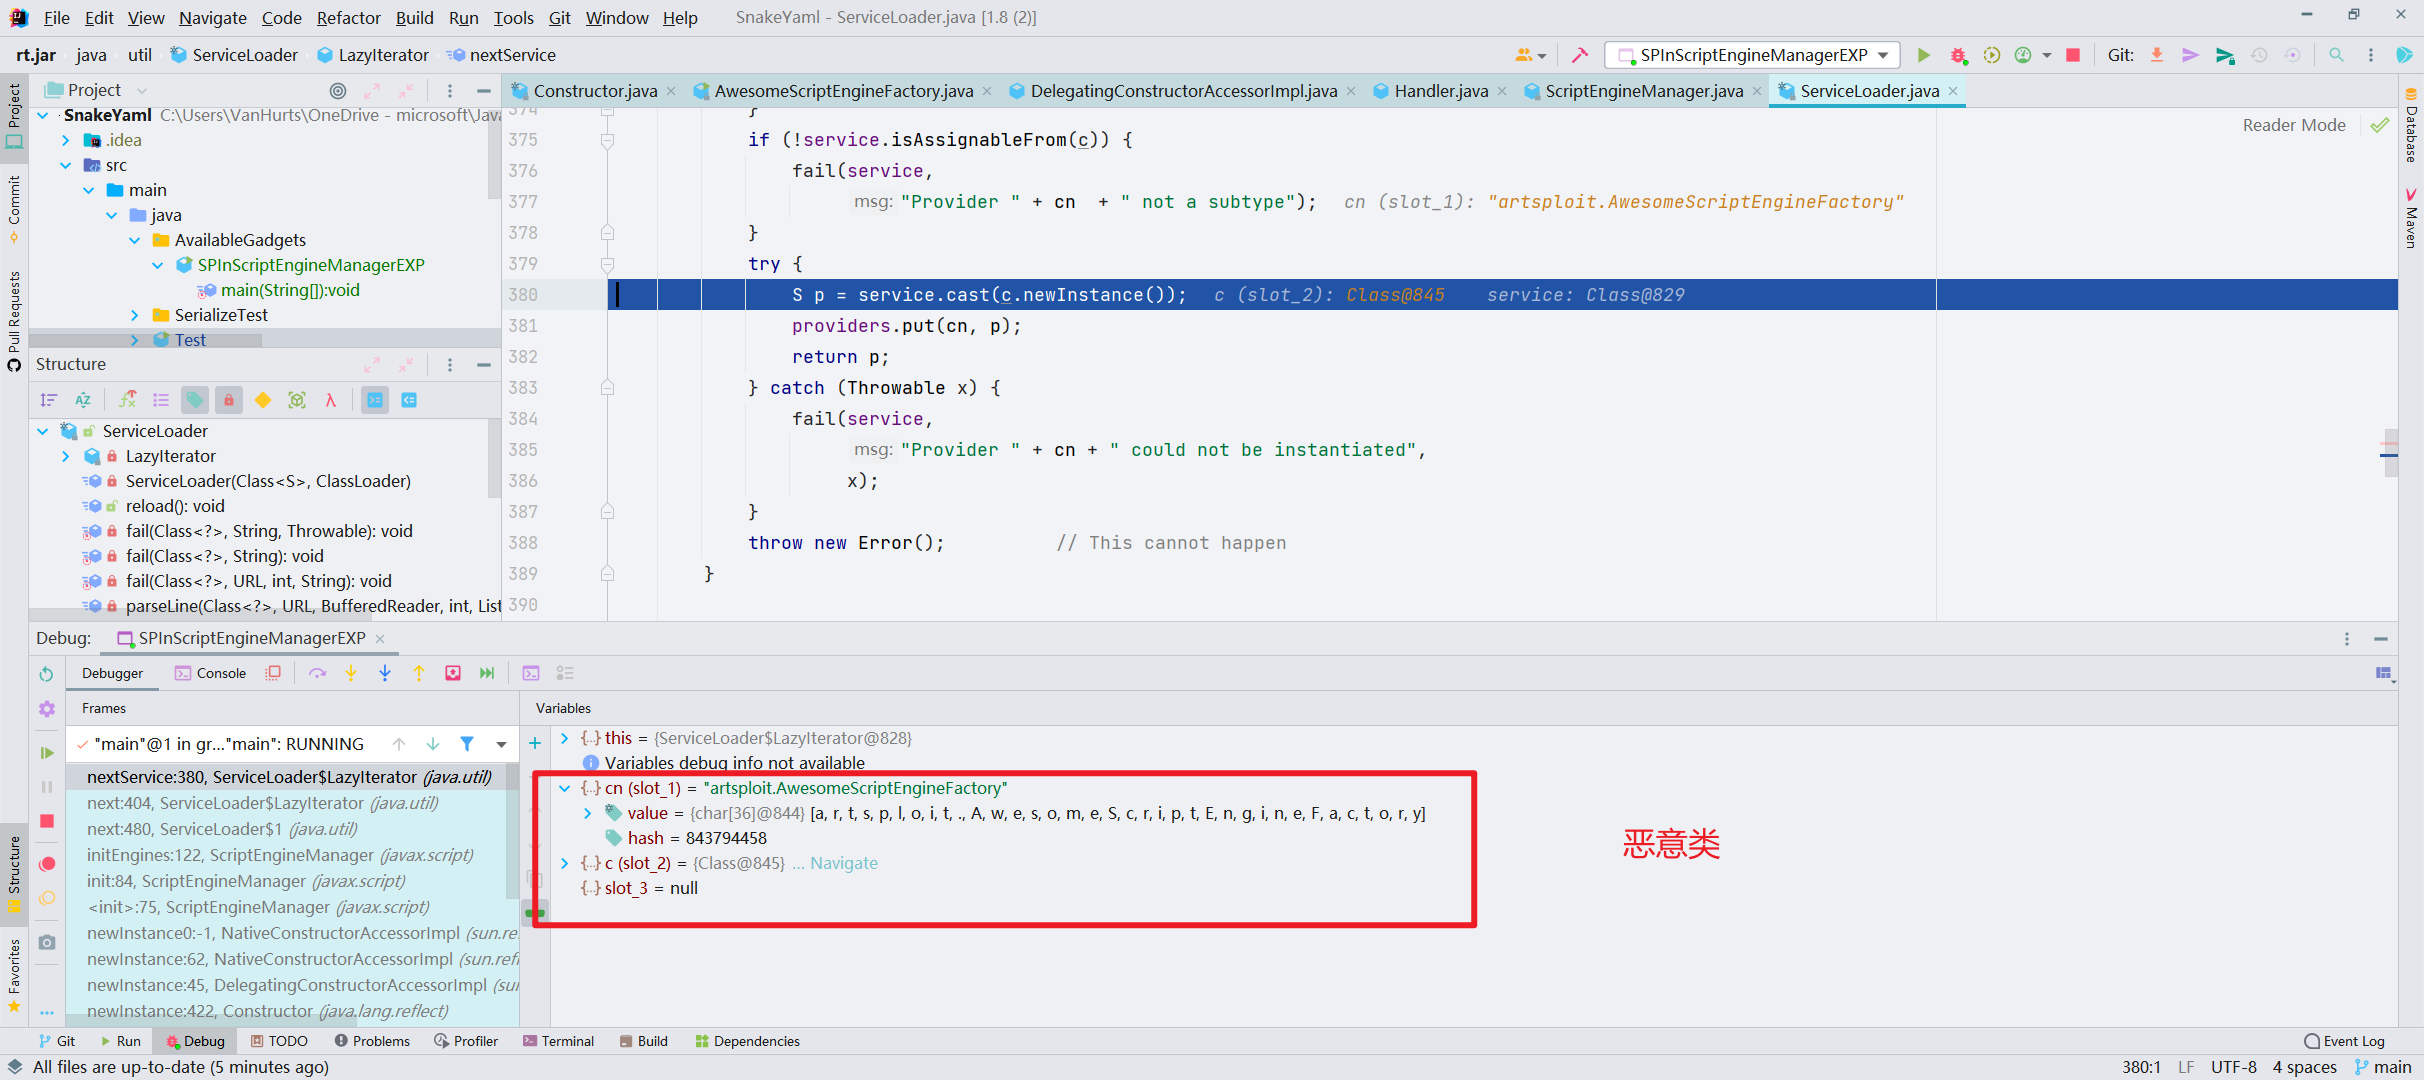 File Edit View Navigate Code Refactor Build Run Tools Git Window Help SnakeYaml - ServiceLoader.java [1.8 (2)]
rt.jar java util ServiceLoader LazyIterator nextService SPInScriptEngineManagerEXP Git:
Project
Constructor.java AwesomeScriptEngineFactory.java DelegatingConstructorAccessorImpl.java Handler.java ScriptEngineManager.java ServiceLoader.java
SnakeYaml C:\Users\VanHurts\OneDrive - microsoft\Java
.idea
src
main
java
AvailableGadgets
SPInScriptEngineManagerEXP
main(String[]):void
SerializeTest
Test
Structure
ServiceLoader
LazyIterator
ServiceLoader(Class<S>, ClassLoader)
reload(): void
fail(Class<?>, String, Throwable): void
fail(Class<?>, String): void
fail(Class<?>, URL, int, String): void
parseLine(Class<?>, URL, BufferedReader, int, List
Reader Mode
374 }
375 if (!service.isAssignableFrom(c)) {
376 fail(service,
377 msg: "Provider " + cn  + " not a subtype"); cn (slot_1): "artsploit.AwesomeScriptEngineFactory"
378 }
379 try {
380 S p = service.cast(c.newInstance()); c (slot_2): Class@845 service: Class@829
381 providers.put(cn, p);
382 return p;
383 } catch (Throwable x) {
384 fail(service,
385 msg: "Provider " + cn + " could not be instantiated",
386 x);
387 }
388 throw new Error(); // This cannot happen
389 }
390
Project
Commit
Pull Requests
Structure
Favorites
Database
Maven
Debug: SPInScriptEngineManagerEXP
Debugger Console
Frames
"main"@1 in gr..."main": RUNNING
nextService:380, ServiceLoader$LazyIterator (java.util)
next:404, ServiceLoader$LazyIterator (java.util)
next:480, ServiceLoader$1 (java.util)
initEngines:122, ScriptEngineManager (javax.script)
init:84, ScriptEngineManager (javax.script)
<init>:75, ScriptEngineManager (javax.script)
newInstance0:-1, NativeConstructorAccessorImpl (sun.re
newInstance:62, NativeConstructorAccessorImpl (sun.refl
newInstance:45, DelegatingConstructorAccessorImpl (sun
newInstance:422, Constructor (java.lang.reflect)
Variables
this = {ServiceLoader$LazyIterator@828}
Variables debug info not available
cn (slot_1) = "artsploit.AwesomeScriptEngineFactory"
value = {char[36]@844} [a, r, t, s, p, l, o, i, t, ., A, w, e, s, o, m, e, S, c, r, i, p, t, E, n, g, i, n, e, F, a, c, t, o, r, y]
hash = 843794458
c (slot_2) = {Class@845} ... Navigate
slot_3 = null
恶意类
Git Run Debug TODO Problems Profiler Terminal Build Dependencies Event Log
All files are up-to-date (5 minutes ago) 380:1 LF UTF-8 4 spaces main